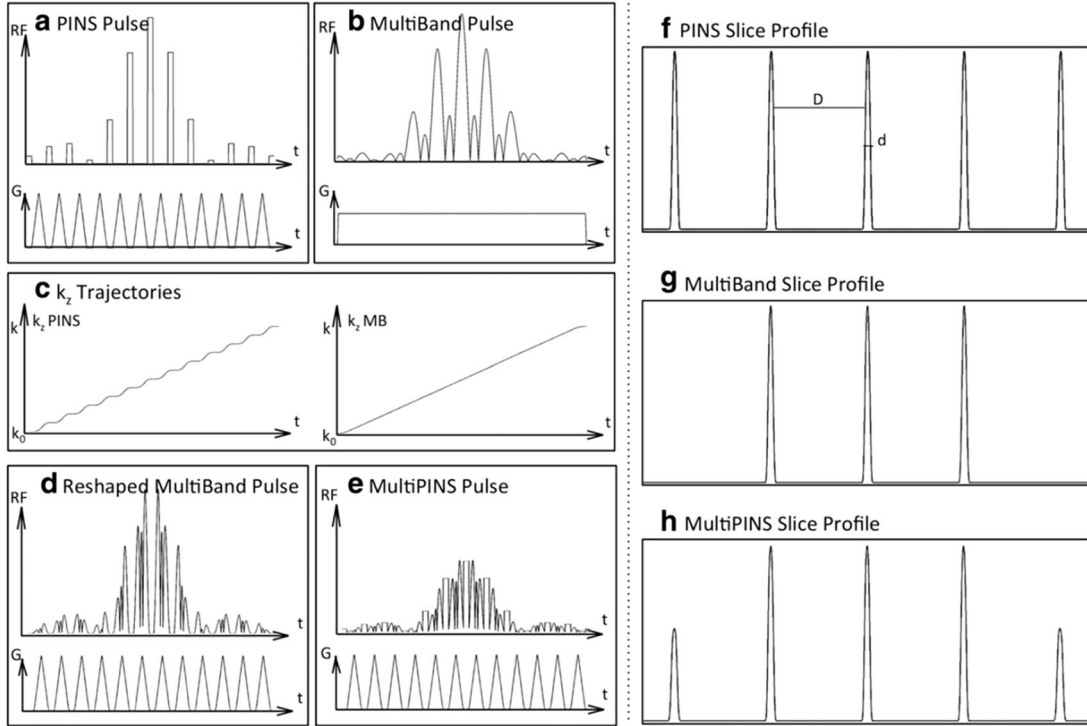 a PINS Pulse
RF
t
G
t
b MultiBand Pulse
RF
t
G
t
c kz Trajectories
k
kz PINS
k0
t
k
kz MB
k0
t
d Reshaped MultiBand Pulse
RF
t
G
t
e MultiPINS Pulse
RF
t
G
t
f PINS Slice Profile
D
d
g MultiBand Slice Profile
h MultiPINS Slice Profile